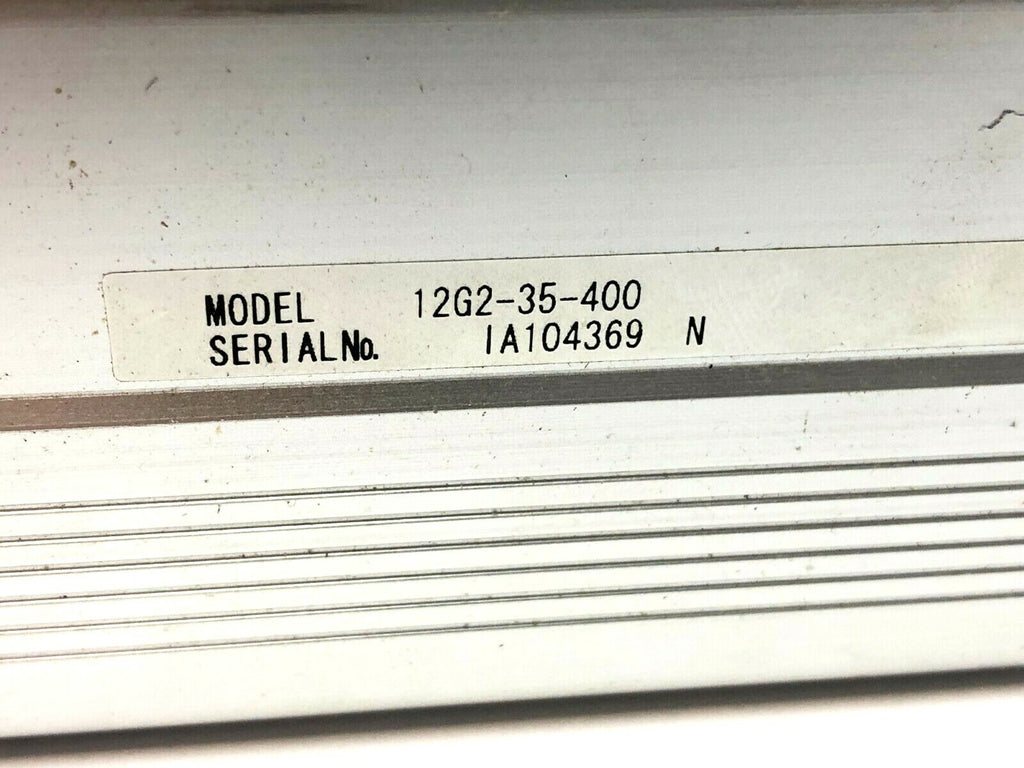 MODEL 12G2-35-400
SERIAL No. IA104369 N